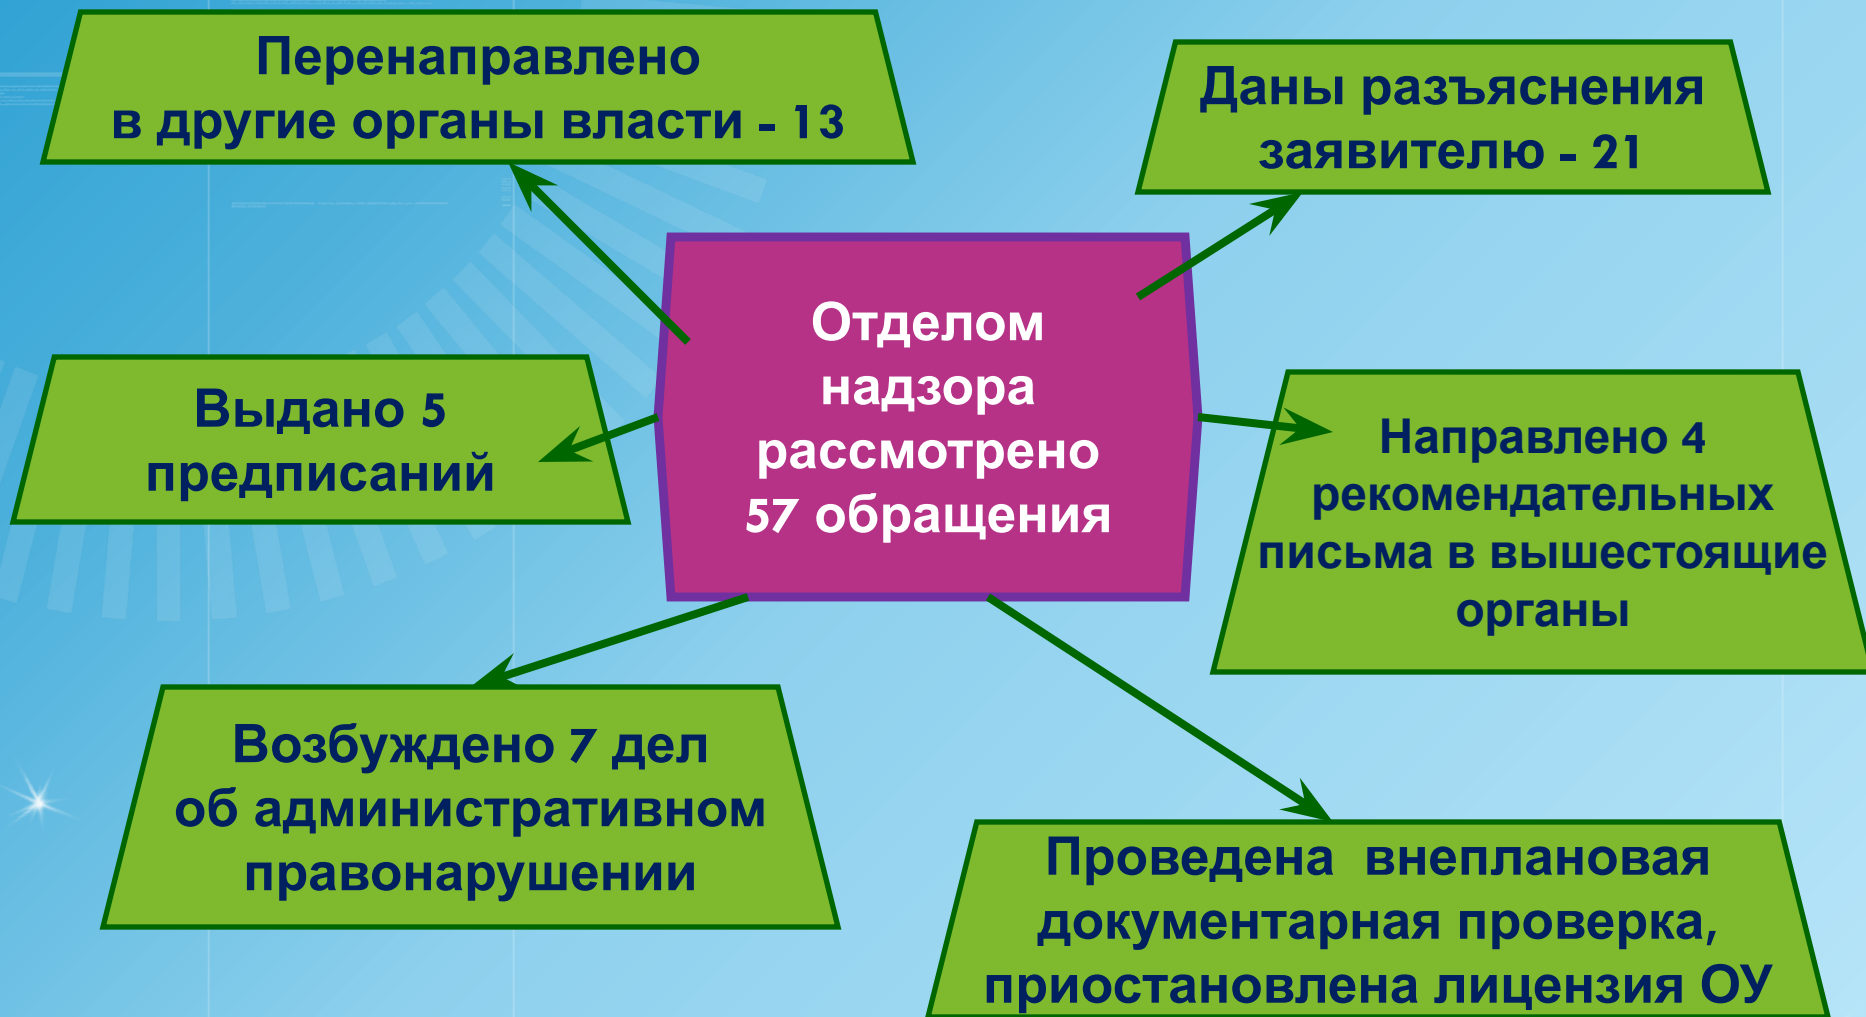 Перенаправлено
в другие органы власти - 13
Даны разъяснения
заявителю - 21
Отделом
надзора
рассмотрено
57 обращения
Выдано 5
предписаний
Направлено 4
рекомендательных
письма в вышестоящие
органы
Возбуждено 7 дел
об административном
правонарушении
Проведена внеплановая
документарная проверка,
приостановлена лицензия ОУ